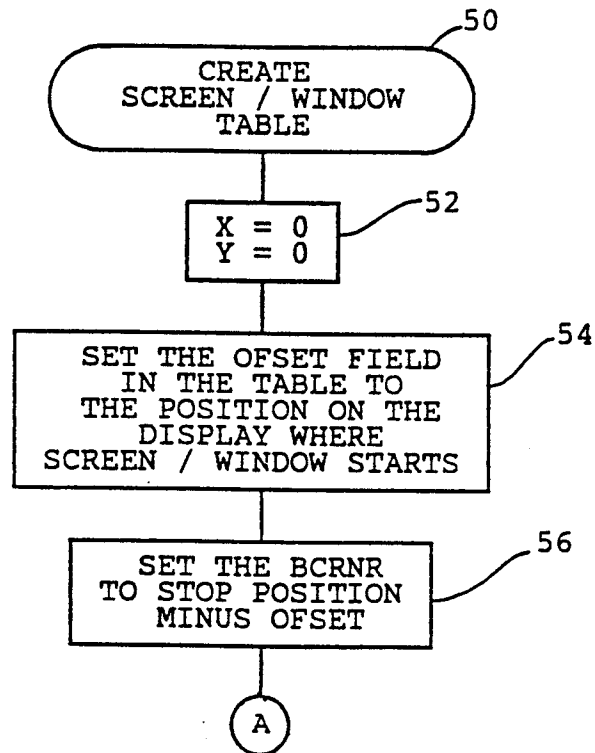 50
CREATE
SCREEN / WINDOW
TABLE
52
X = 0
Y = 0
54
SET THE OFSET FIELD
IN THE TABLE TO
THE POSITION ON THE
DISPLAY WHERE
SCREEN / WINDOW STARTS
56
SET THE BCRNR
TO STOP POSITION
MINUS OFSET
A